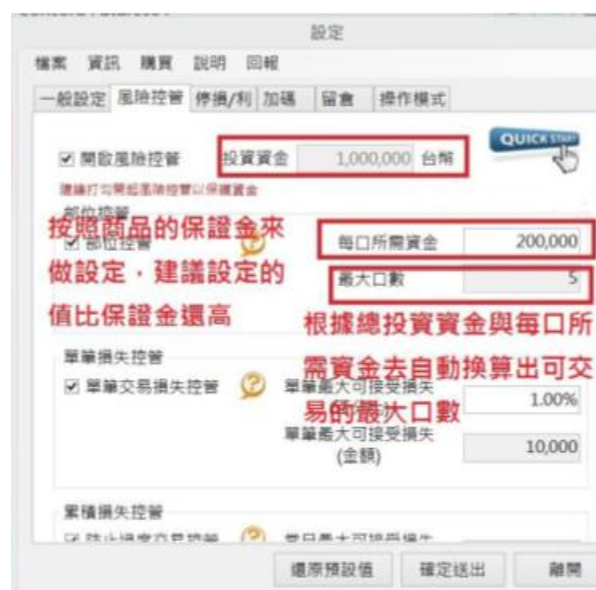 設定
檔案 資訊 購買 說明 回報
一般設定 風險控管 停損/利 加碼 留倉 操作模式
QUICK START
開啟風險控管 投資資金 1,000,000 台幣
建議打勾開起風險控管以保護資金
部位控管
按照商品的保證金來
部位控管 每口所需資金 200,000
做設定，建議設定的
最大口數 5
值比保證金還高
根據總投資資金與每口所
單筆損失控管
需資金去自動換算出可交
單筆交易損失控管 單筆最大可接受損失
1.00%
易的最大口數
單筆最大可接受損失
(金額) 10,000
累積損失控管
還原預設值 確定送出 離開